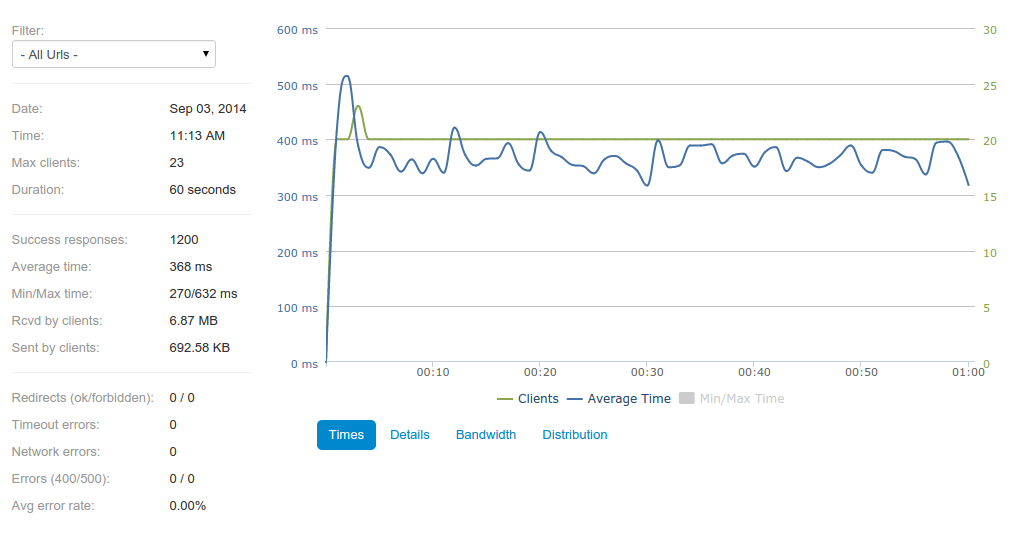 Filter:
- All Urls -
Date: Sep 03, 2014
Time: 11:13 AM
Max clients: 23
Duration: 60 seconds
Success responses: 1200
Average time: 368 ms
Min/Max time: 270/632 ms
Rcvd by clients: 6.87 MB
Sent by clients: 692.58 KB
Redirects (ok/forbidden): 0 / 0
Timeout errors: 0
Network errors: 0
Errors (400/500): 0 / 0
Avg error rate: 0.00%
600 ms 30
500 ms 25
400 ms 20
300 ms 15
200 ms 10
100 ms 5
0 ms 0
00:10 00:20 00:30 00:40 00:50 01:00
Clients Average Time Min/Max Time
Times Details Bandwidth Distribution